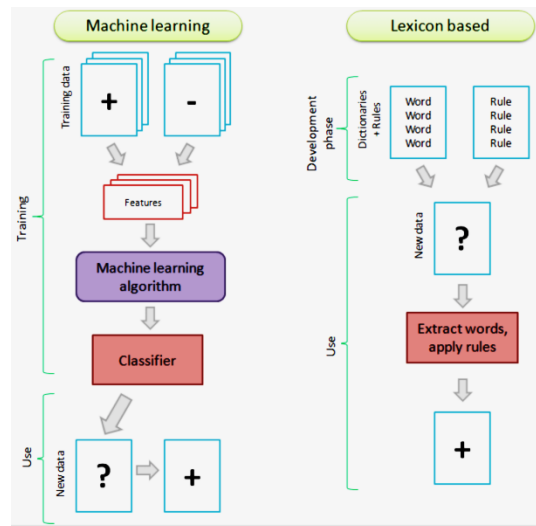 Machine learning
Training
Training data
+
-
Features
Machine learning
algorithm
Classifier
Use
New data
?
+
Lexicon based
Development
phase
Dictionaries
+ Rules
Word
Word
Word
Word
Rule
Rule
Rule
Rule
Use
New data
?
Extract words,
apply rules
+